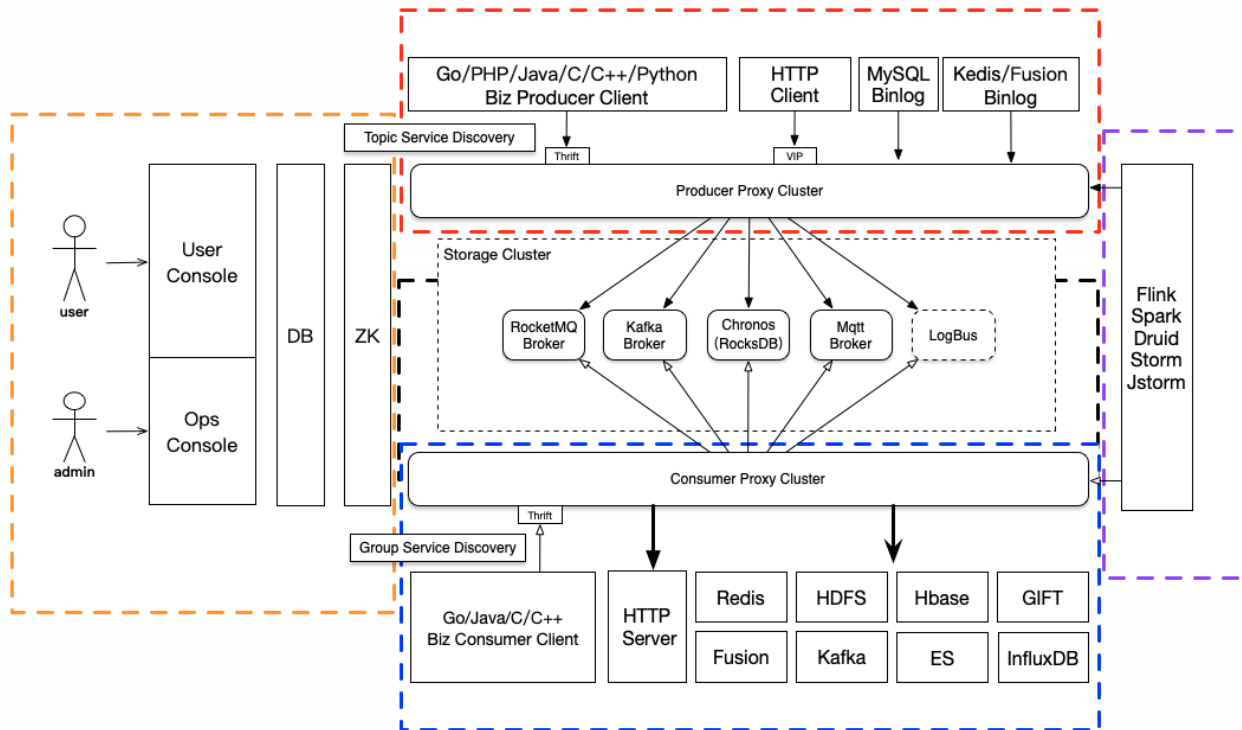 Go/PHP/Java/C/C++/Python
Biz Producer Client
HTTP
Client
MySQL
Binlog
Kedis/Fusion
Binlog
Topic Service Discovery
Thrift
VIP
Producer Proxy Cluster
user
admin
User
Console
Ops
Console
DB
ZK
Storage Cluster
RocketMQ
Broker
Kafka
Broker
Chronos
(RocksDB)
Mqtt
Broker
LogBus
Flink
Spark
Druid
Storm
Jstorm
Consumer Proxy Cluster
Thrift
Group Service Discovery
Go/Java/C/C++
Biz Consumer Client
HTTP
Server
Redis
HDFS
Hbase
GIFT
Fusion
Kafka
ES
InfluxDB